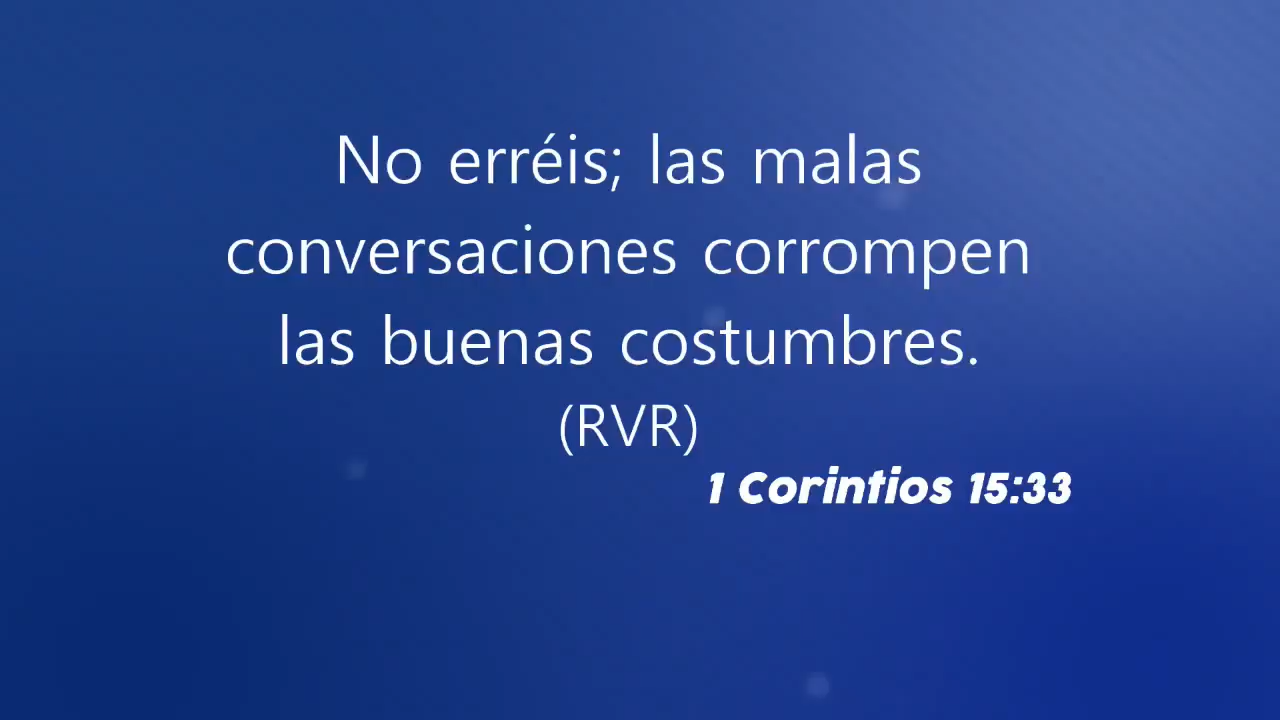 No erréis; las malas
conversaciones corrompen
las buenas costumbres.
(RVR)
1 Corintios 15:33